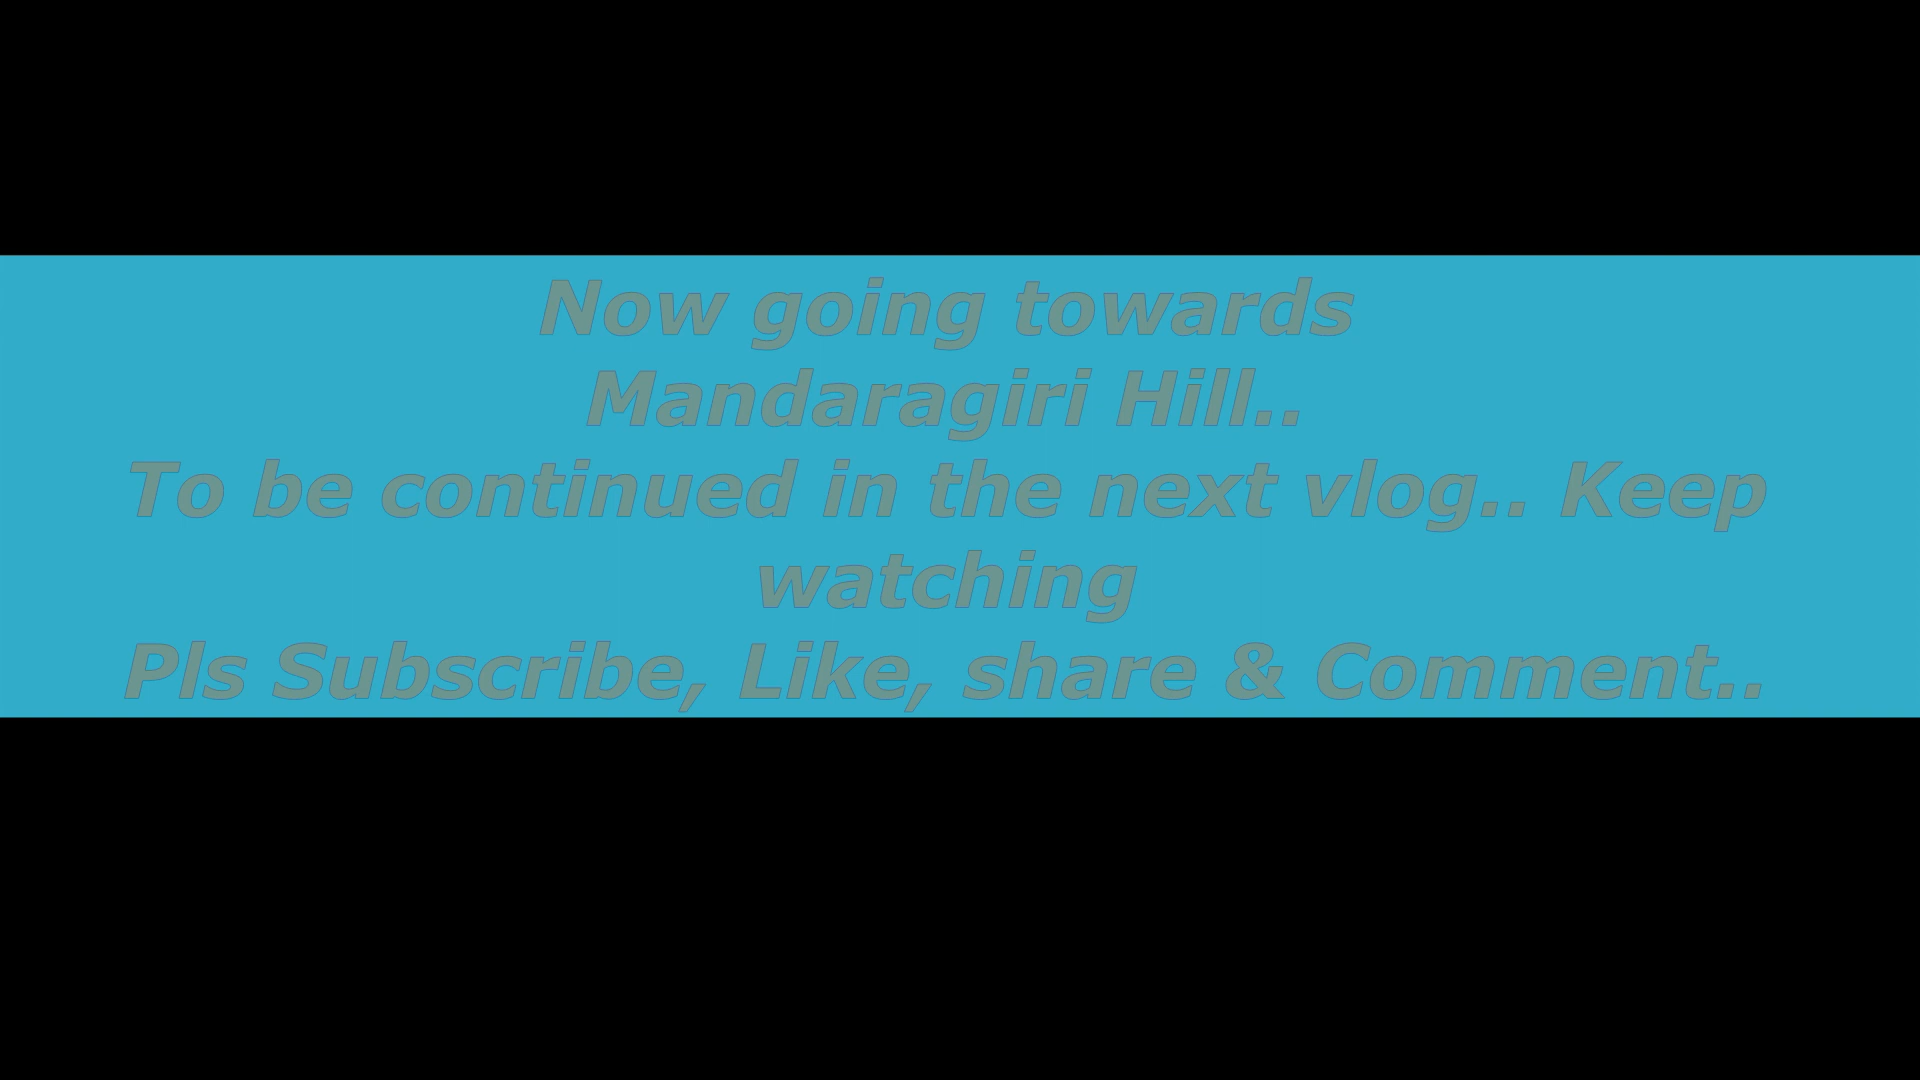 Now going towards
Mandaragiri Hill..
To be continued in the next vlog.. Keep
watching
Pls Subscribe, Like, share & Comment..